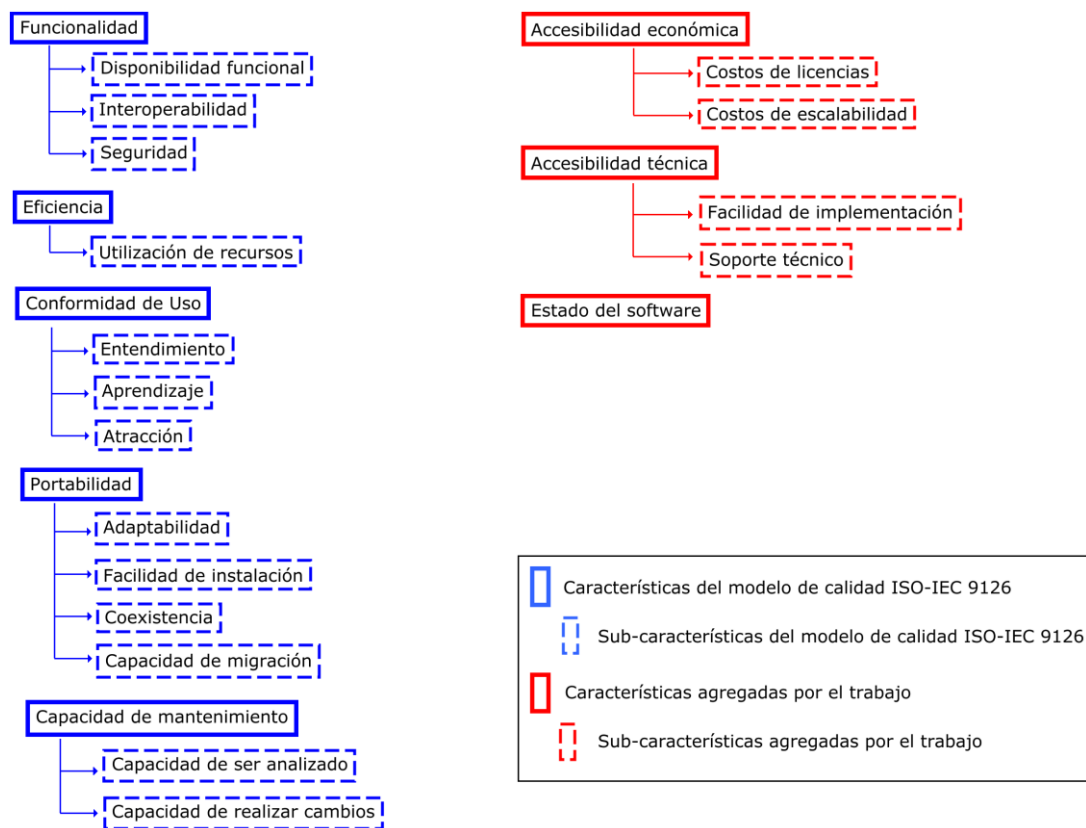 Funcionalidad
Disponibilidad funcional
Interoperabilidad
Seguridad
Eficiencia
Utilización de recursos
Conformidad de Uso
Entendimiento
Aprendizaje
Atracción
Portabilidad
Adaptabilidad
Facilidad de instalación
Coexistencia
Capacidad de migración
Capacidad de mantenimiento
Capacidad de ser analizado
Capacidad de realizar cambios
Accesibilidad económica
Costos de licencias
Costos de escalabilidad
Accesibilidad técnica
Facilidad de implementación
Soporte técnico
Estado del software
Características del modelo de calidad ISO-IEC 9126
Sub-características del modelo de calidad ISO-IEC 9126
Características agregadas por el trabajo
Sub-características agregadas por el trabajo